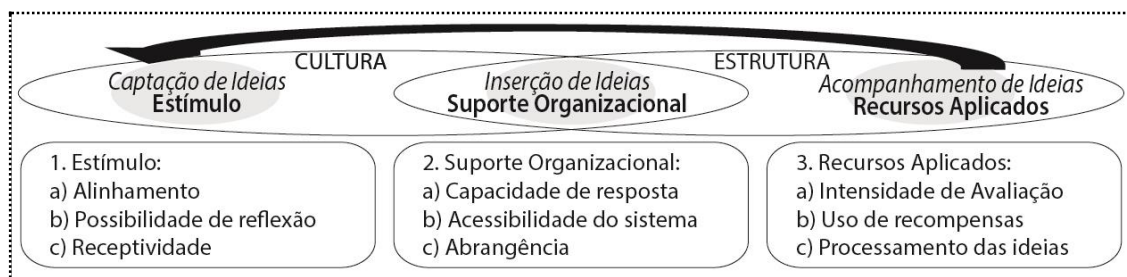 CULTURA
ESTRUTURA
Captação de Ideias
Estímulo
Inserção de Ideias
Suporte Organizacional
Acompanhamento de Ideias
Recursos Aplicados
1. Estímulo:
a) Alinhamento
b) Possibilidade de reflexão
c) Receptividade
2. Suporte Organizacional:
a) Capacidade de resposta
b) Acessibilidade do sistema
c) Abrangência
3. Recursos Aplicados:
a) Intensidade de Avaliação
b) Uso de recompensas
c) Processamento das ideias